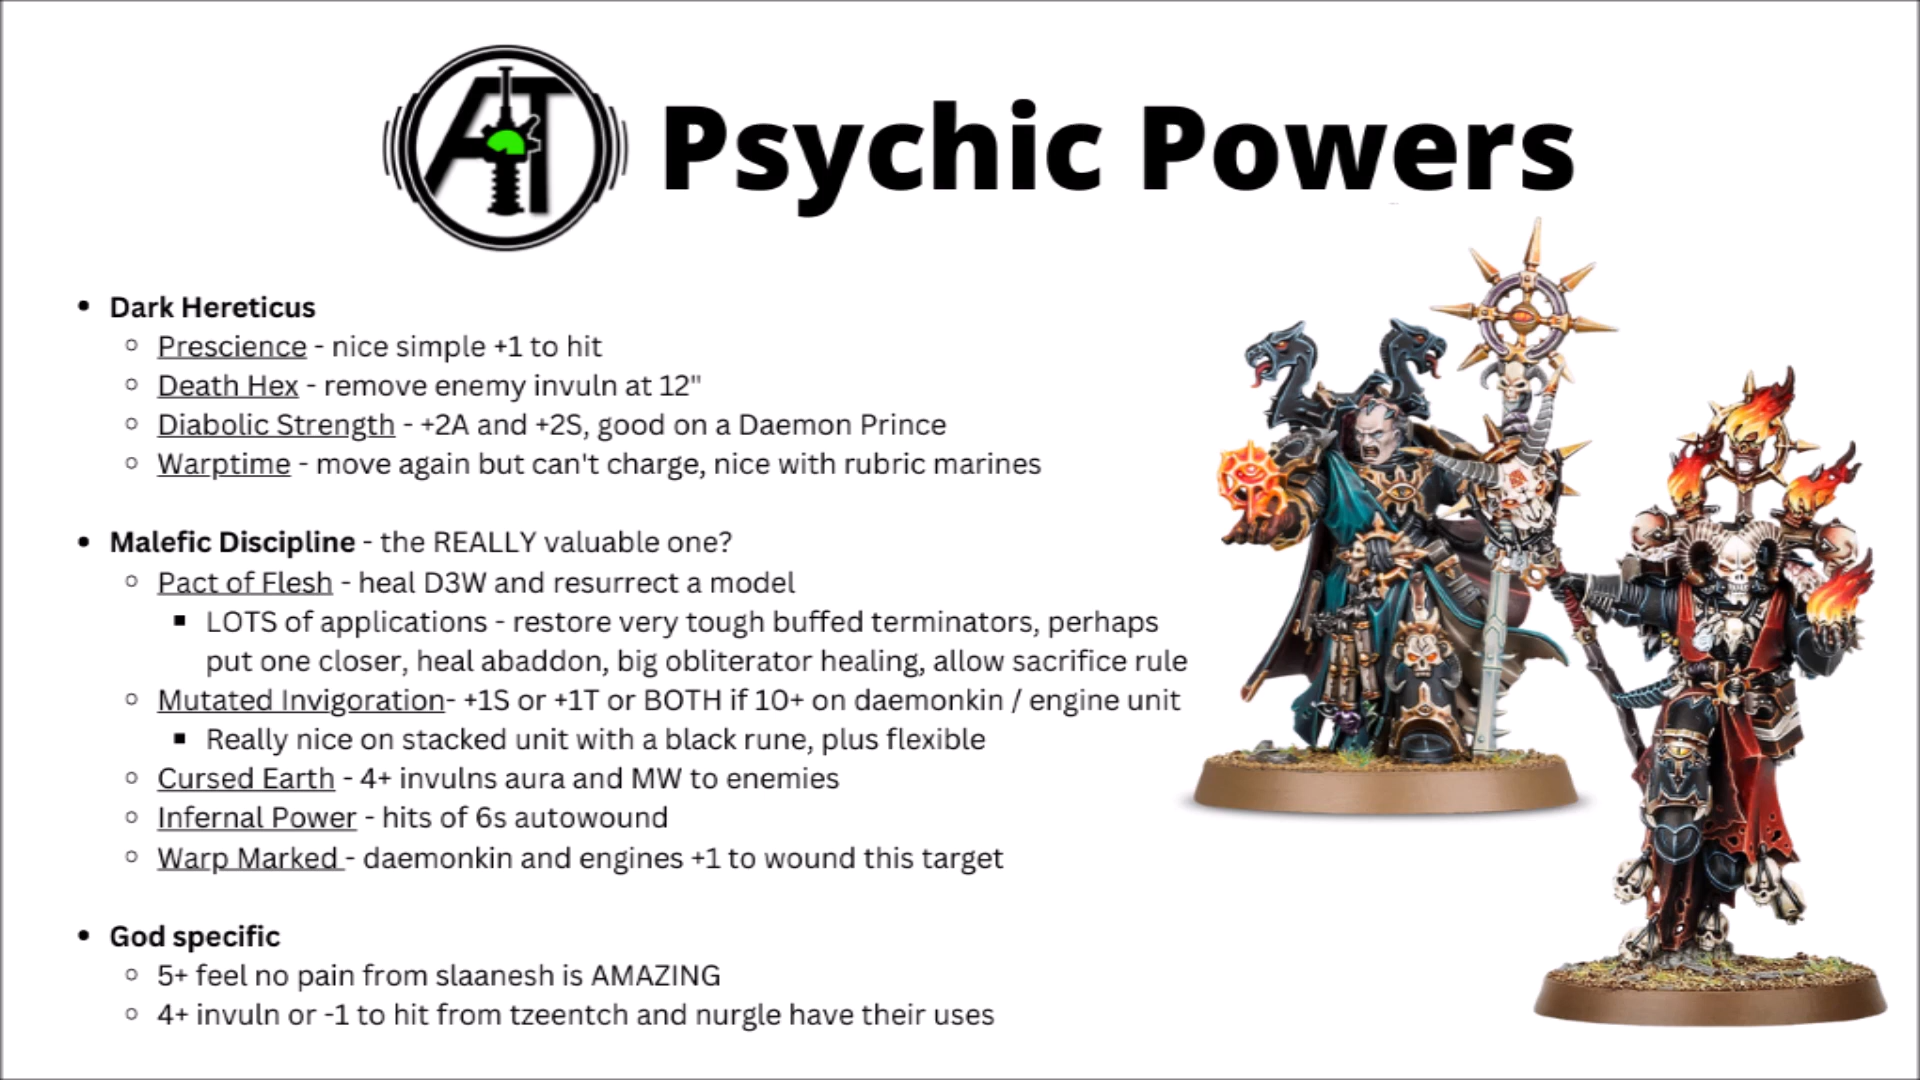 AT
Psychic Powers
• Dark Hereticus
○ Prescience - nice simple +1 to hit
○ Death Hex - remove enemy invuln at 12"
○ Diabolic Strength - +2A and +2S, good on a Daemon Prince
○ Warptime - move again but can't charge, nice with rubric marines
• Malefic Discipline - the REALLY valuable one?
○ Pact of Flesh - heal D3W and resurrect a model
▪ LOTS of applications - restore very tough buffed terminators, perhaps
put one closer, heal abaddon, big obliterator healing, allow sacrifice rule
○ Mutated Invigoration- +1S or +1T or BOTH if 10+ on daemonkin / engine unit
▪ Really nice on stacked unit with a black rune, plus flexible
○ Cursed Earth - 4+ invulns aura and MW to enemies
○ Infernal Power - hits of 6s autowound
○ Warp Marked - daemonkin and engines +1 to wound this target
• God specific
○ 5+ feel no pain from slaanesh is AMAZING
○ 4+ invuln or -1 to hit from tzeentch and nurgle have their uses